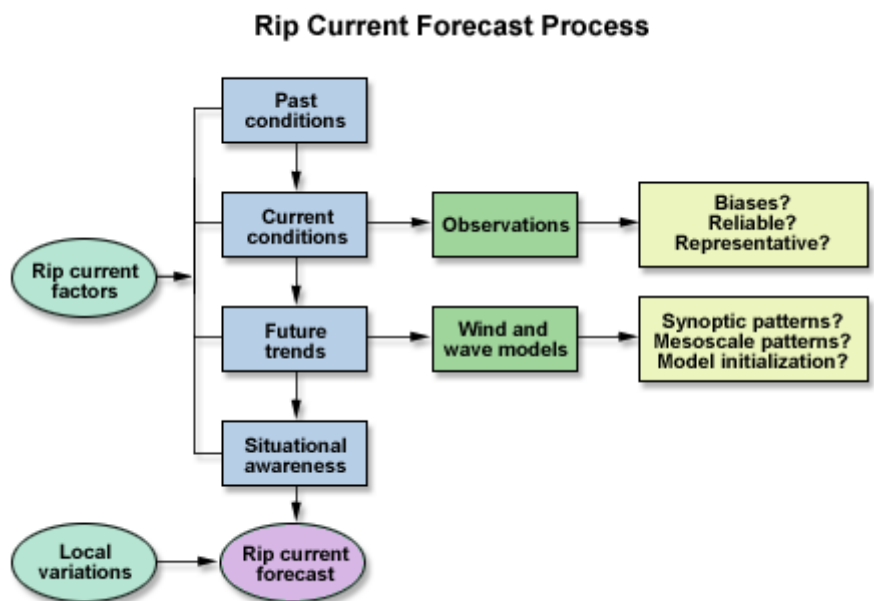 Rip Current Forecast Process
Past
conditions
Current
conditions
Observations
Biases?
Reliable?
Representative?
Rip current
factors
Future
trends
Wind and
wave models
Synoptic patterns?
Mesoscale patterns?
Model initialization?
Situational
awareness
Local
variations
Rip current
forecast